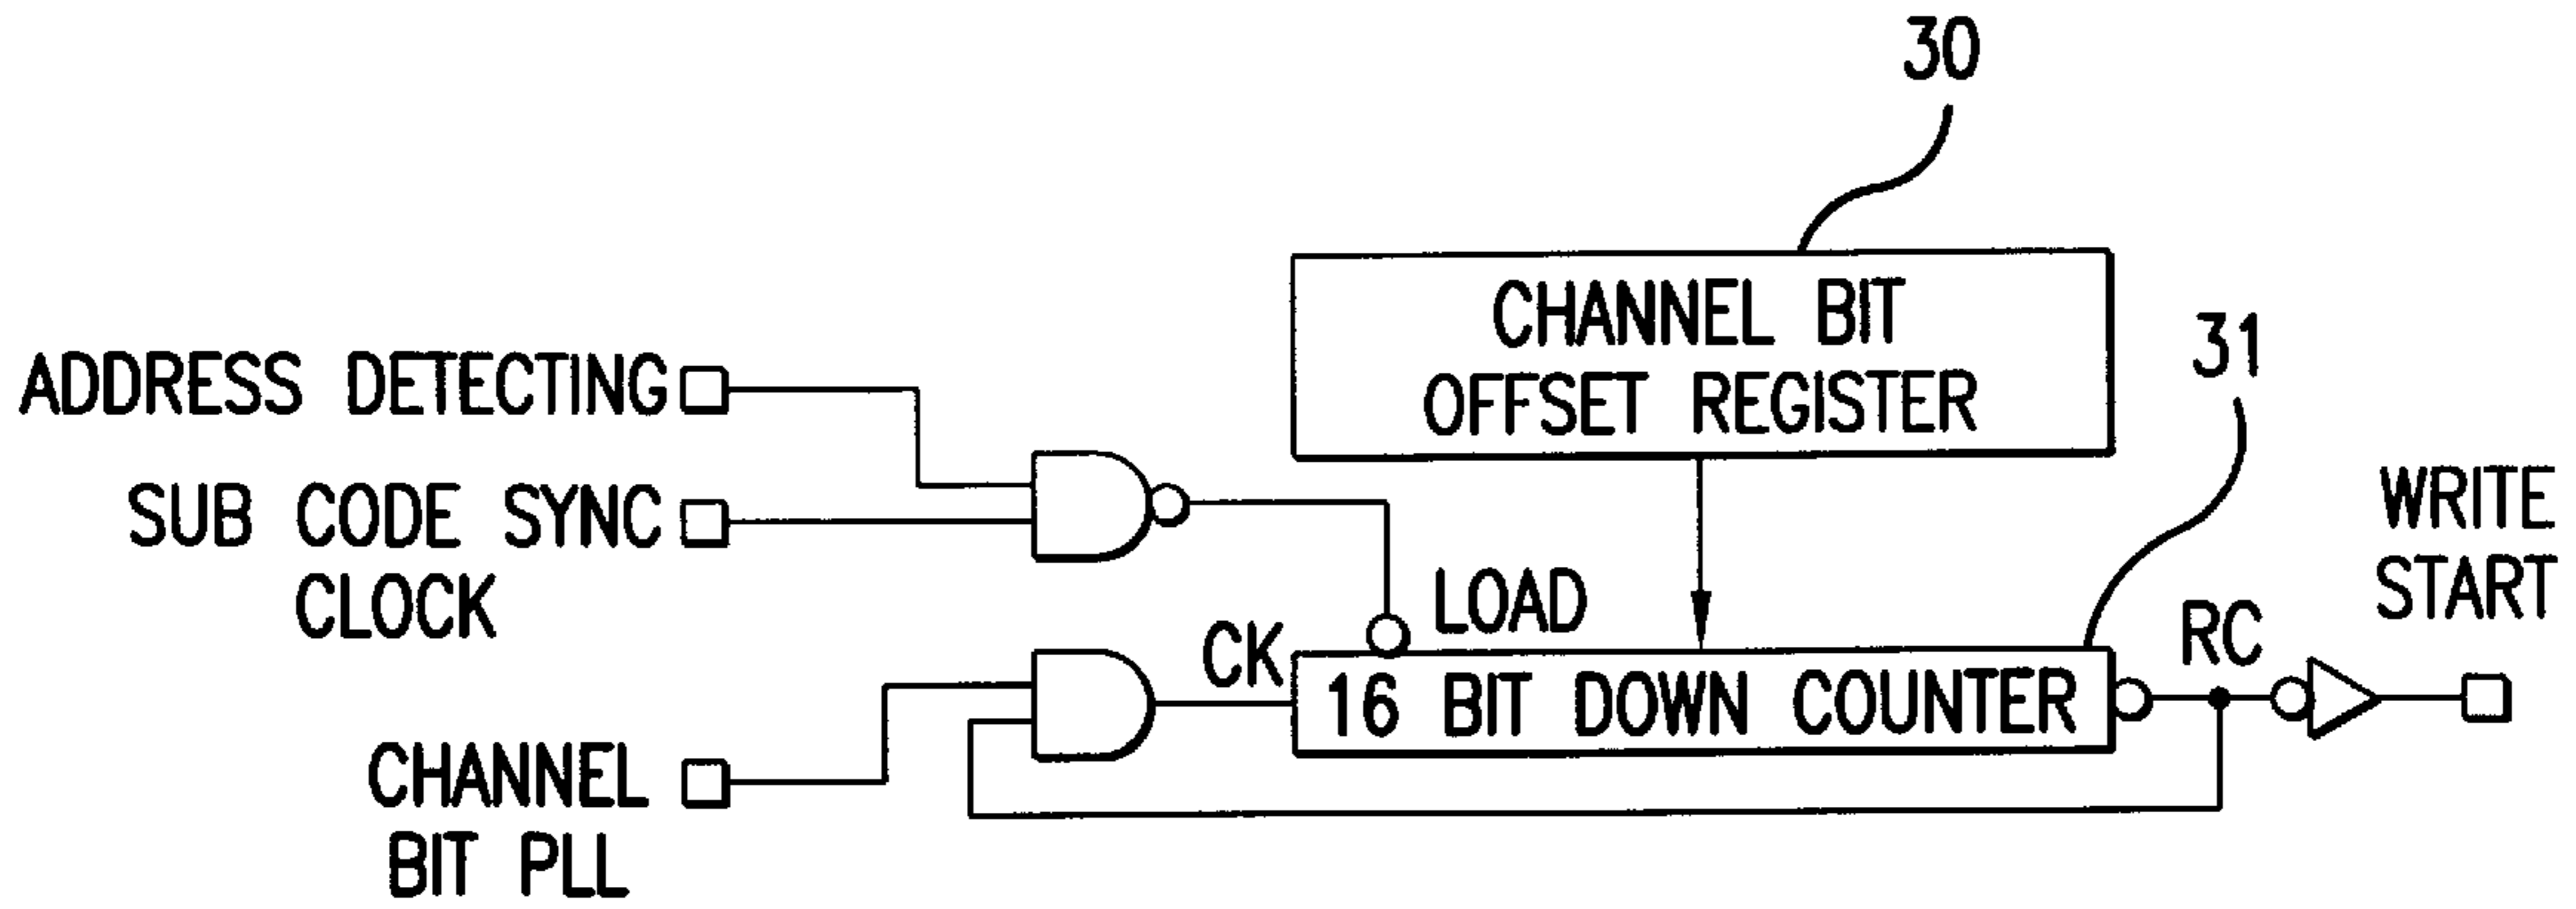 30
CHANNEL BIT
OFFSET REGISTER
31
ADDRESS DETECTING
SUB CODE SYNC
CLOCK
WRITE
START
LOAD
CK
RC
16 BIT DOWN COUNTER
CHANNEL
BIT PLL